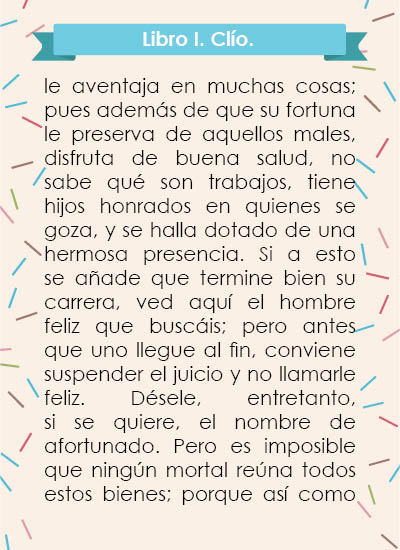 Libro I. Clío.
le aventaja en muchas cosas;
pues además de que su fortuna
le preserva de aquellos males,
disfruta de buena salud, no
sabe qué son trabajos, tiene
hijos honrados en quienes se
goza, y se halla dotado de una
hermosa presencia. Si a esto
se añade que termine bien su
carrera, ved aquí el hombre
feliz que buscáis; pero antes
que uno llegue al fin, conviene
suspender el juicio y no llamarle
feliz. Désele, entretanto,
si se quiere, el nombre de
afortunado. Pero es imposible
que ningún mortal reúna todos
estos bienes; porque así como